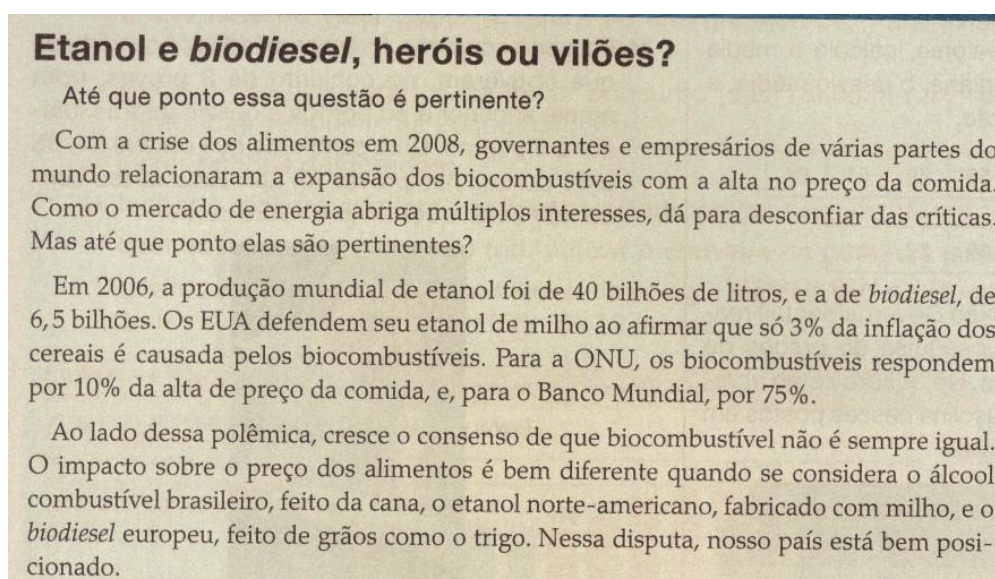 Etanol e biodiesel, heróis ou vilões?
Até que ponto essa questão é pertinente?
Com a crise dos alimentos em 2008, governantes e empresários de várias partes do
mundo relacionaram a expansão dos biocombustíveis com a alta no preço da comida.
Como o mercado de energia abriga múltiplos interesses, dá para desconfiar das críticas.
Mas até que ponto elas são pertinentes?
Em 2006, a produção mundial de etanol foi de 40 bilhões de litros, e a de biodiesel, de
6,5 bilhões. Os EUA defendem seu etanol de milho ao afirmar que só 3% da inflação dos
cereais é causada pelos biocombustíveis. Para a ONU, os biocombustíveis respondem
por 10% da alta de preço da comida, e, para o Banco Mundial, por 75%.
Ao lado dessa polêmica, cresce o consenso de que biocombustível não é sempre igual.
O impacto sobre o preço dos alimentos é bem diferente quando se considera o álcool
combustível brasileiro, feito da cana, o etanol norte-americano, fabricado com milho, e o
biodiesel europeu, feito de grãos como o trigo. Nessa disputa, nosso país está bem posi-
cionado.